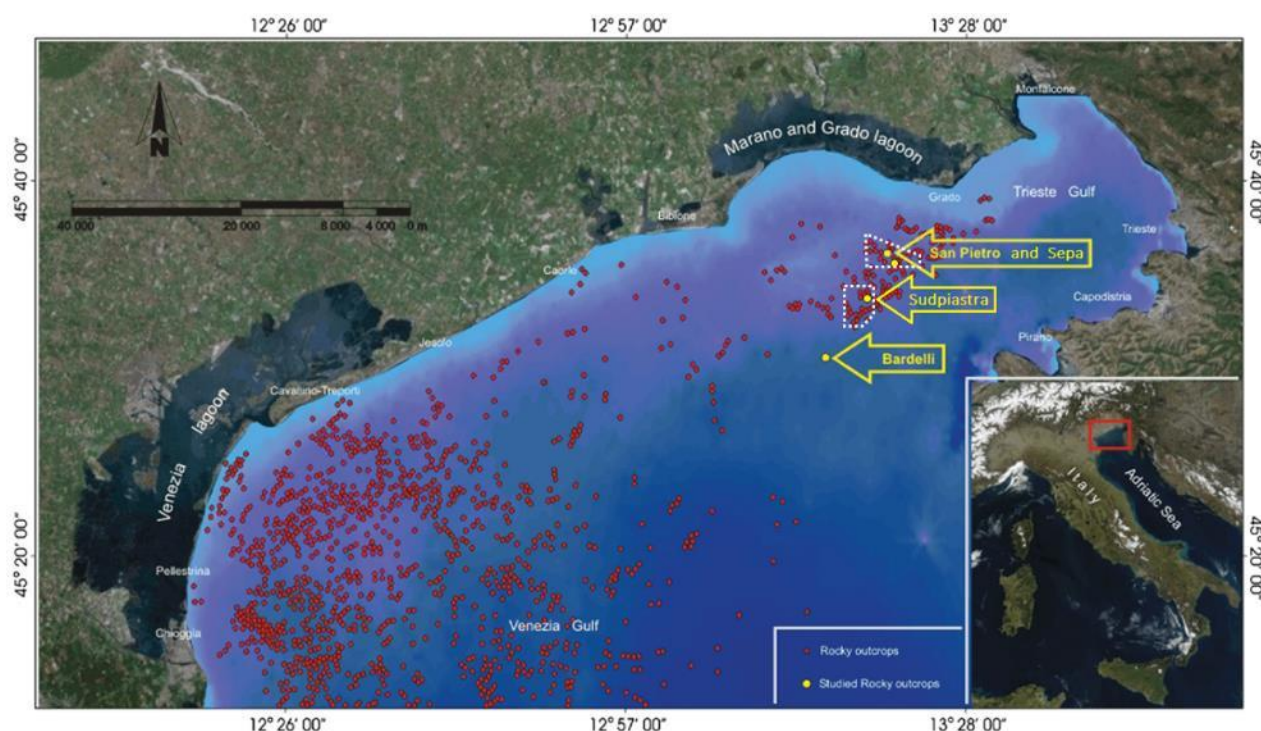 12° 26' 00"
12° 57' 00"
13° 28' 00"
Monfalcone
Marano and Grado lagoon
N
45° 40' 00"
45° 40' 00"
Grado
Trieste Gulf
40 000
20 000
8 000
4 000
0 m
Bibione
Trieste
San Pietro and Sepa
Caorle
Capodistria
Sudpiastra
Jesolo
Pirano
Bardelli
Cavallino-Treporti
Venezia lagoon
Italy
Adriatic Sea
45° 20' 00"
45° 20' 00"
Pellestrina
Venezia Gulf
Chioggia
Rocky outcrops
Studied Rocky outcrops
12° 26' 00"
12° 57' 00"
13° 28' 00"